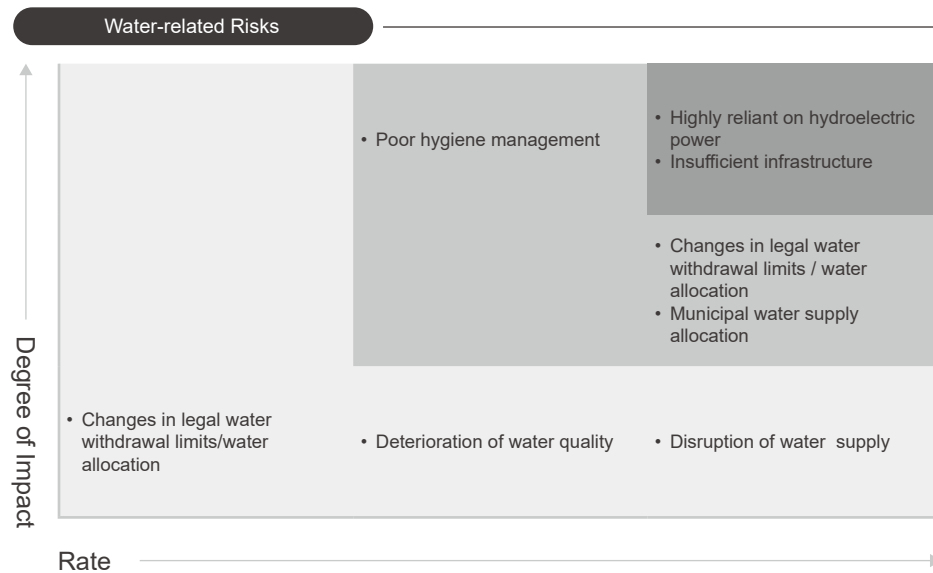 Water-related Risks
• Poor hygiene management
• Highly reliant on hydroelectric
power
• Insufficient infrastructure
• Changes in legal water
withdrawal limits / water
allocation
• Municipal water supply
allocation
• Changes in legal water
withdrawal limits/water
allocation
• Deterioration of water quality
• Disruption of water  supply
Degree of Impact
Rate